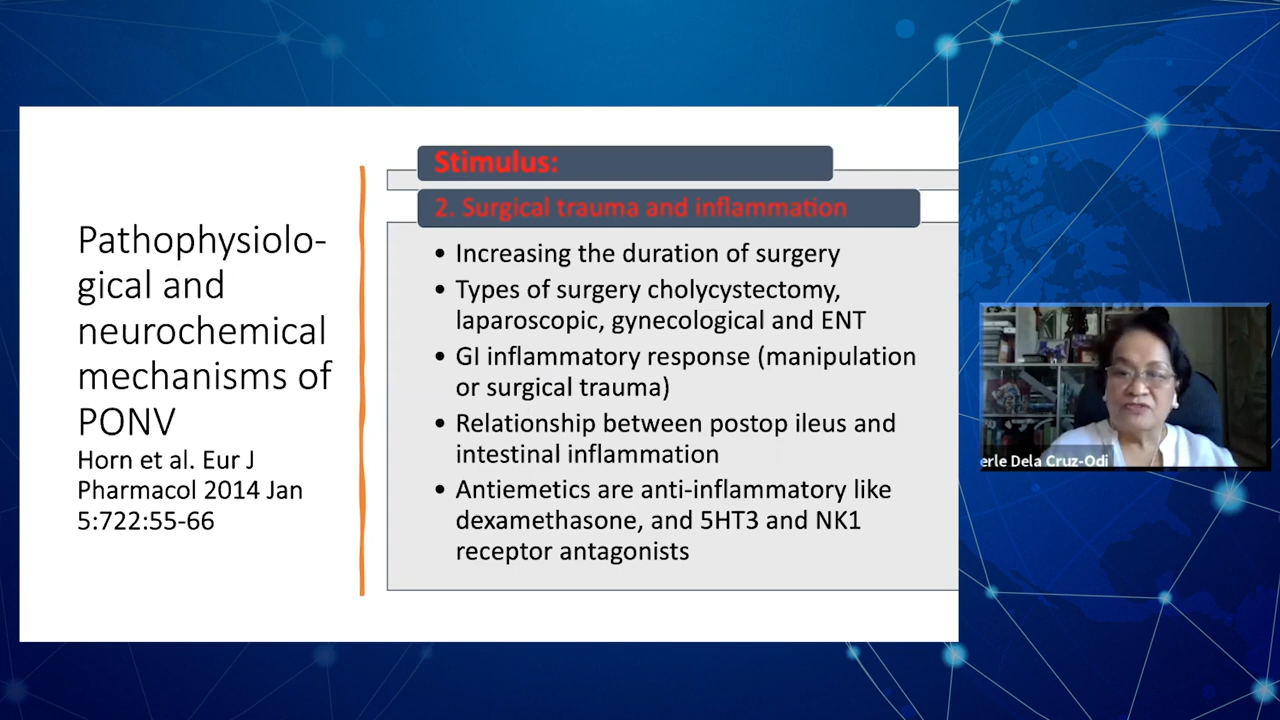 Pathophysiolo-
gical and
neurochemical
mechanisms of
PONV
Horn et al. Eur J
Pharmacol 2014 Jan
5:722:55-66
Stimulus:
2. Surgical trauma and inflammation
• Increasing the duration of surgery
• Types of surgery cholycystectomy,
laparoscopic, gynecological and ENT
• GI inflammatory response (manipulation
or surgical trauma)
• Relationship between postop ileus and
intestinal inflammation
• Antiemetics are anti-inflammatory like
dexamethasone, and 5HT3 and NK1
receptor antagonists
erle Dela Cruz-Odi